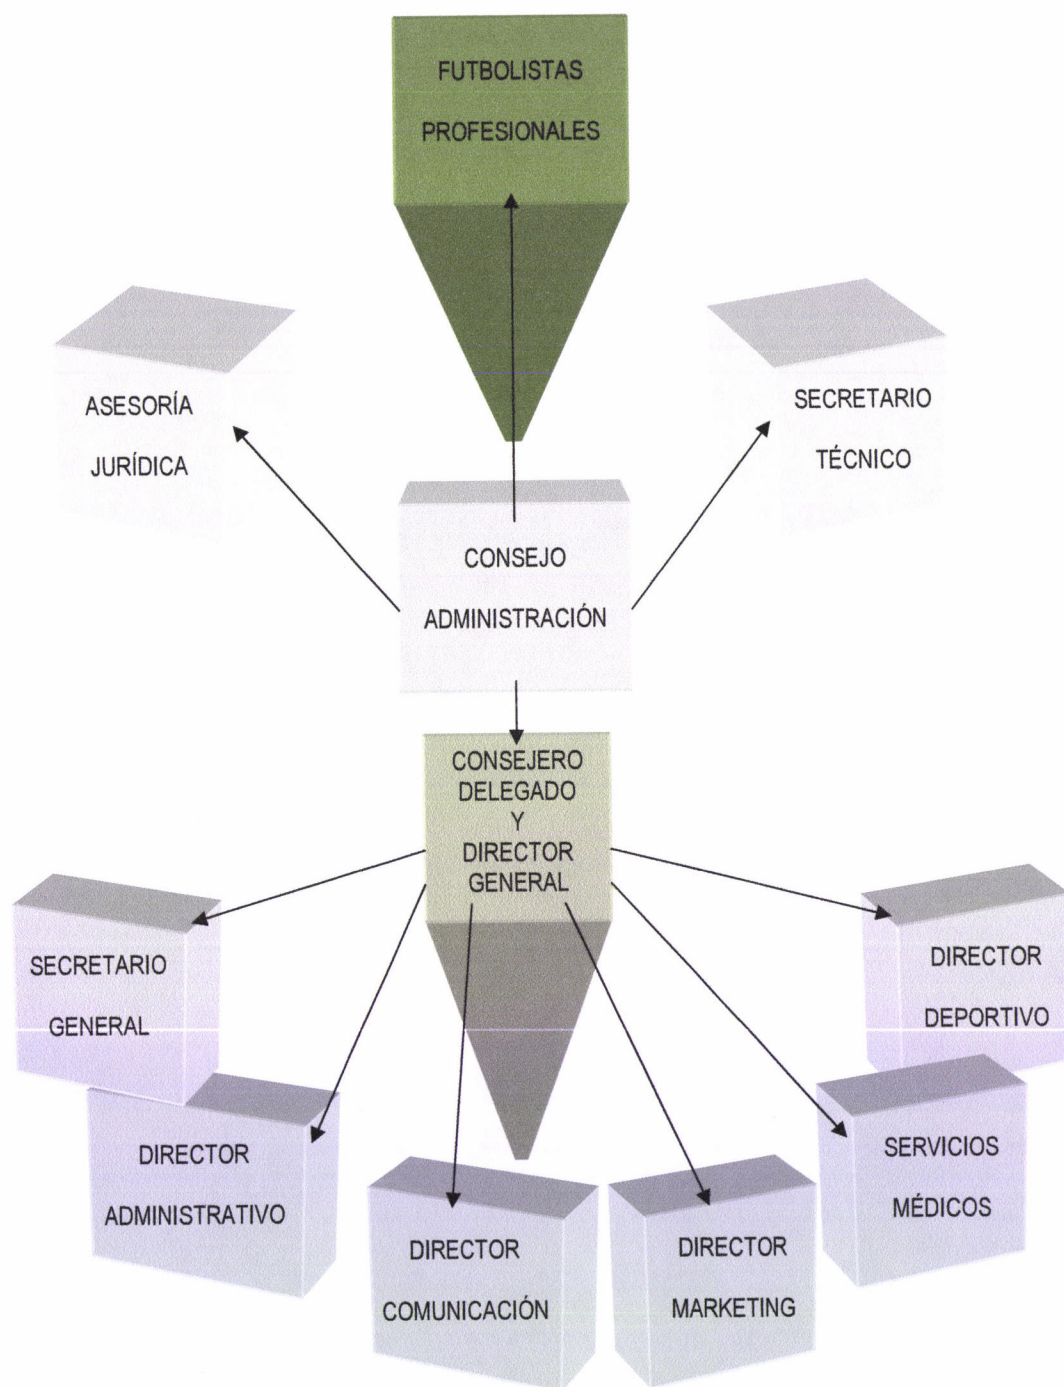 FUTBOLISTAS
PROFESIONALES
ASESORÍA
JURÍDICA
SECRETARIO
TÉCNICO
CONSEJO
ADMINISTRACIÓN
CONSEJERO
DELEGADO
Y
DIRECTOR
GENERAL
SECRETARIO
GENERAL
DIRECTOR
DEPORTIVO
DIRECTOR
ADMINISTRATIVO
SERVICIOS
MÉDICOS
DIRECTOR
COMUNICACIÓN
DIRECTOR
MARKETING